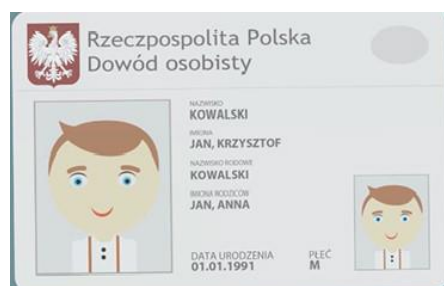 Rzeczpospolita Polska
Dowód osobisty
NAZWISKO
KOWALSKI
IMIONA
JAN, KRZYSZTOF
NAZWISKO RODOWE
KOWALSKI
IMIONA RODZICÓW
JAN, ANNA
DATA URODZENIA PŁEĆ
01.01.1991 M